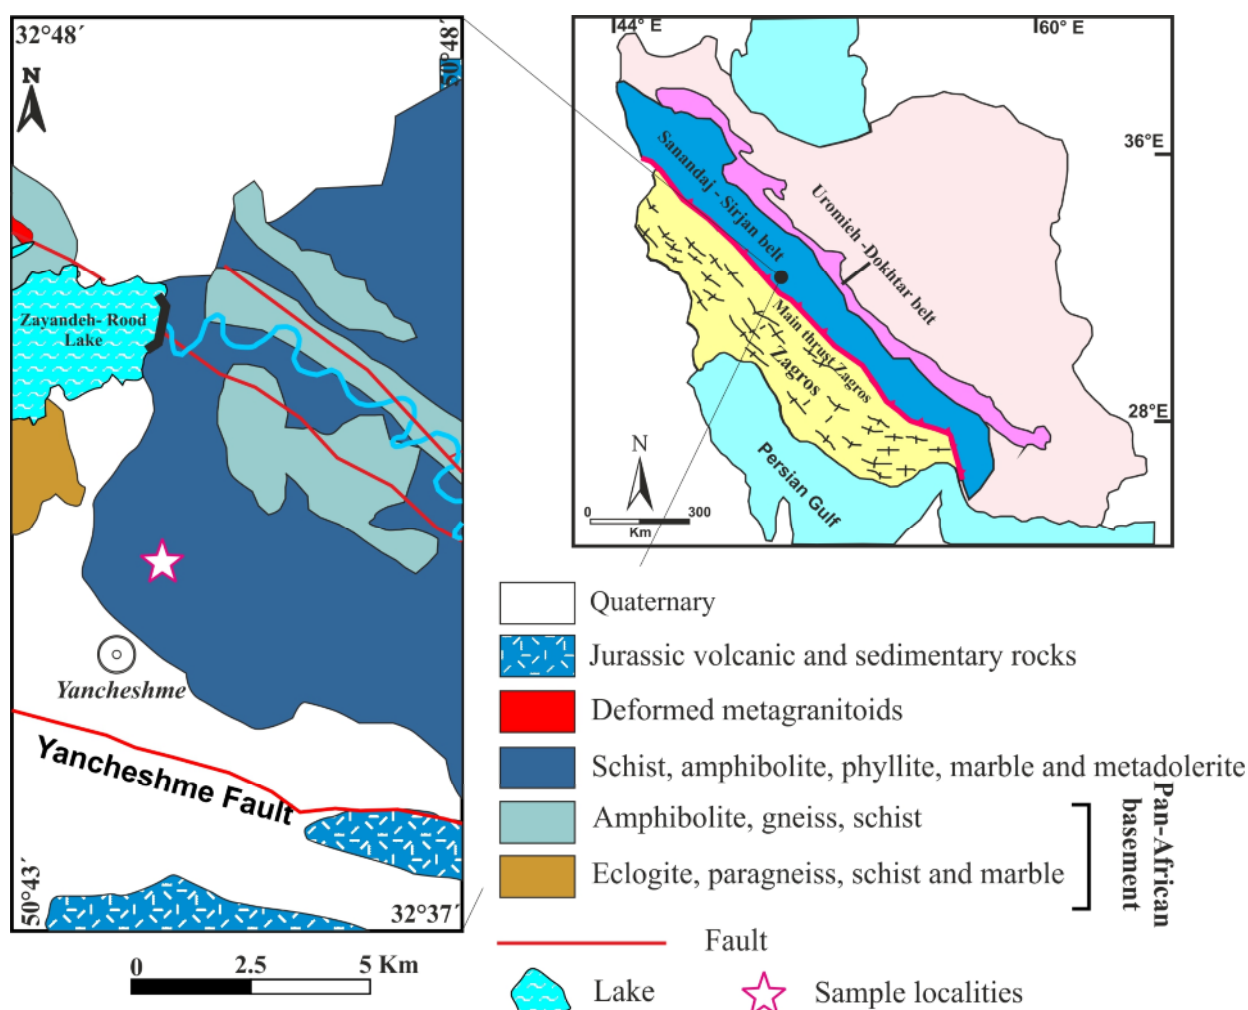 32°48´
50°48´
N
Zayandeh- Rood
Lake
Yancheshme
Yancheshme Fault
50°43´
32°37´
0 2.5 5 Km
44° E
60° E
36°E
28°E
Sanandaj - Sirjan belt
Uromieh -Dokhtar belt
Main thrust Zagros
Zagros
Persian Gulf
N
0 300
Km
Quaternary
Jurassic volcanic and sedimentary rocks
Deformed metagranitoids
Schist, amphibolite, phyllite, marble and metadolerite
Amphibolite, gneiss, schist
Eclogite, paragneiss, schist and marble
Pan-African
basement
Fault
Lake
Sample localities